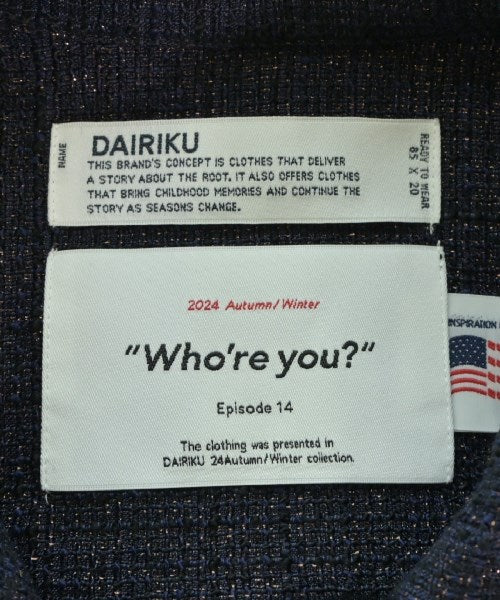 NAME
DAIRIKU
THIS BRAND'S CONCEPT IS CLOTHES THAT DELIVER
A STORY ABOUT THE ROOT. IT ALSO OFFERS CLOTHES
THAT BRING CHILDHOOD MEMORIES AND CONTINUE THE
STORY AS SEASONS CHANGE.
READY TO WEAR
85 X 20
2024 Autumn/Winter
"Who're you?"
Episode 14
The clothing was presented in
DAIRIKU 24Autumn/Winter collection.
INSPIRATION